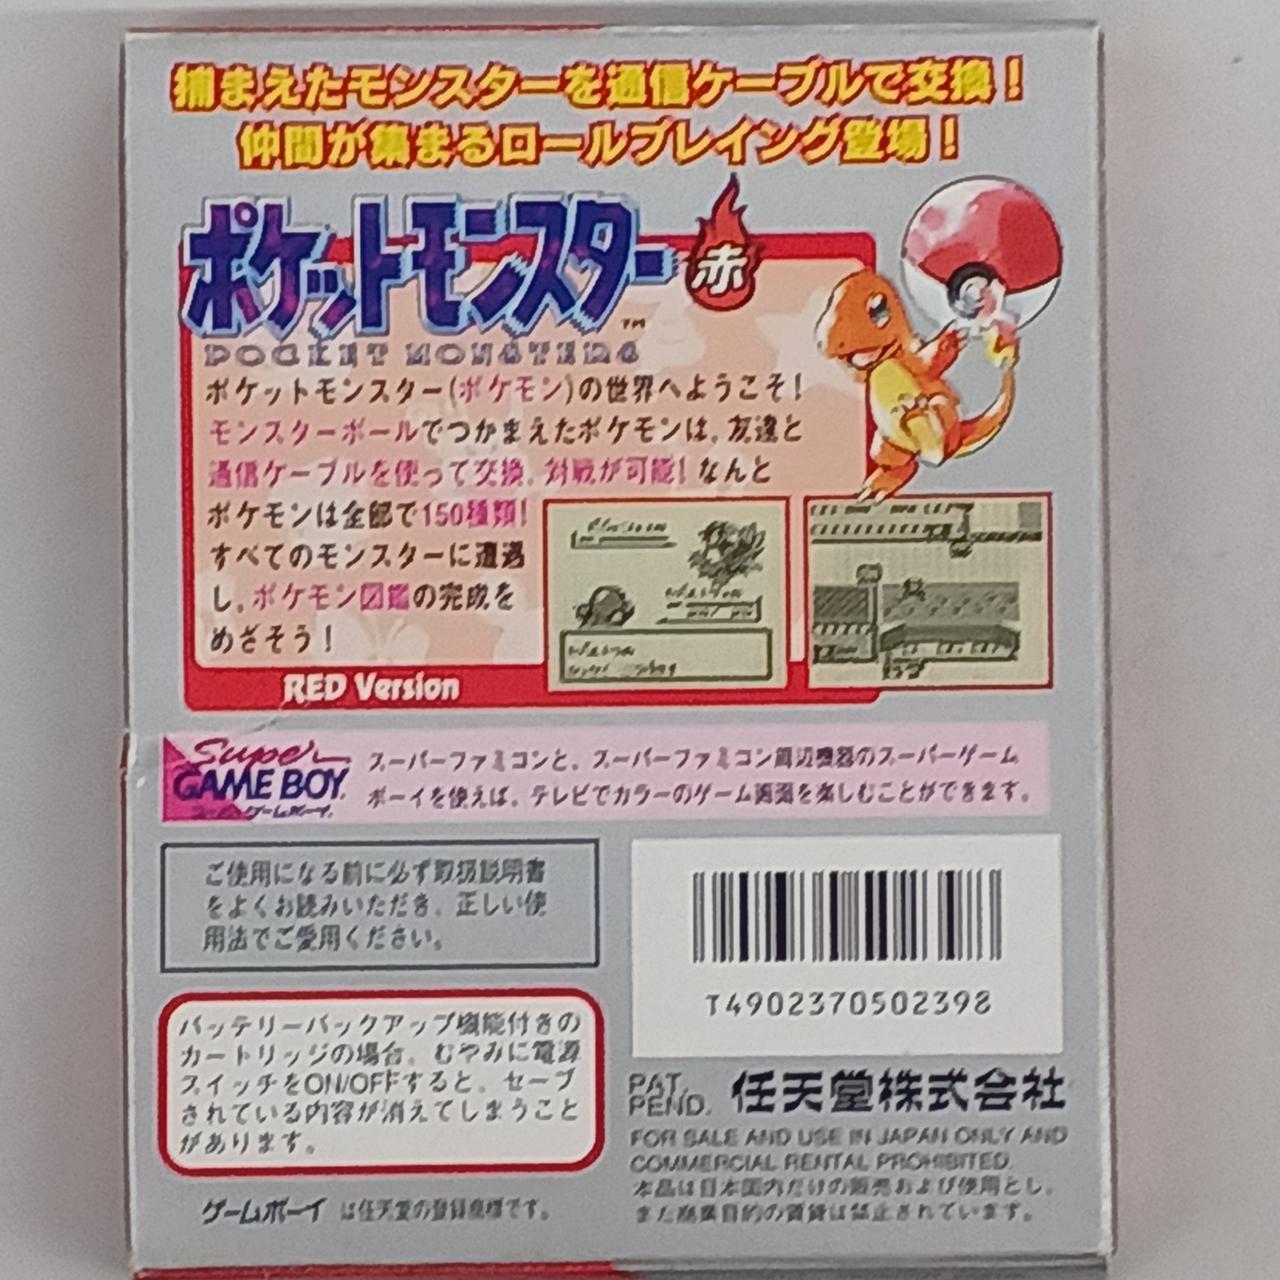 捕まえたモンスターを通信ケーブルで交換！
仲間が集まるロールプレイング登場！
ポケットモンスター 赤
TM
POCKET MONSTERS
ポケットモンスター(ポケモン)の世界へようこそ！
モンスターボールでつかまえたポケモンは、友達と
通信ケーブルを使って交換、対戦が可能！なんと
ポケモンは全部で150種類！
すべてのモンスターに遭遇
し、ポケモン図鑑の完成を
めざそう！
RED Version
Super
GAME BOY
スーパーゲームボーイ
スーパーファミコンと、スーパーファミコン周辺機器のスーパーゲーム
ボーイを使えば、テレビでカラーのゲーム画面を楽しむことができます。
ご使用になる前に必ず取扱説明書
をよくお読みいただき、正しい使
用法でご愛用ください。
バッテリーバックアップ機能付きの
カートリッジの場合、むやみに電源
スイッチをON/OFFすると、セーブ
されている内容が消えてしまうこと
があります。
ゲームボーイは任天堂の登録商標です。
T4902370502398
PAT.
PEND.
任天堂株式会社
FOR SALE AND USE IN JAPAN ONLY AND
COMMERCIAL RENTAL PROHIBITED.
本品は日本国内だけの販売および使用とし、
また商業目的の賃貸は禁止されています。